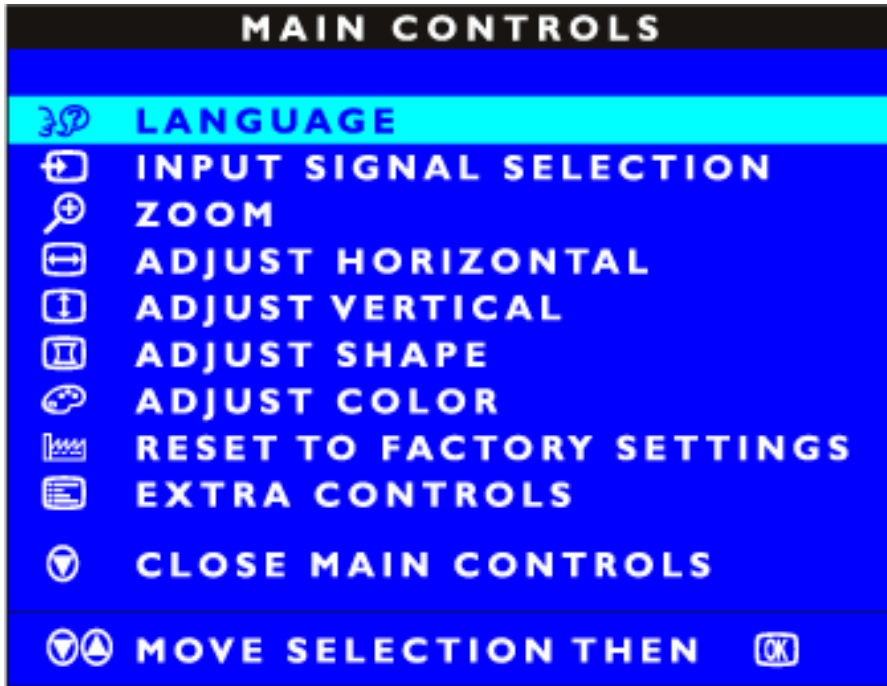 MAIN CONTROLS
LANGUAGE
INPUT SIGNAL SELECTION
ZOOM
ADJUST HORIZONTAL
ADJUST VERTICAL
ADJUST SHAPE
ADJUST COLOR
RESET TO FACTORY SETTINGS
EXTRA CONTROLS
CLOSE MAIN CONTROLS
MOVE SELECTION THEN OK